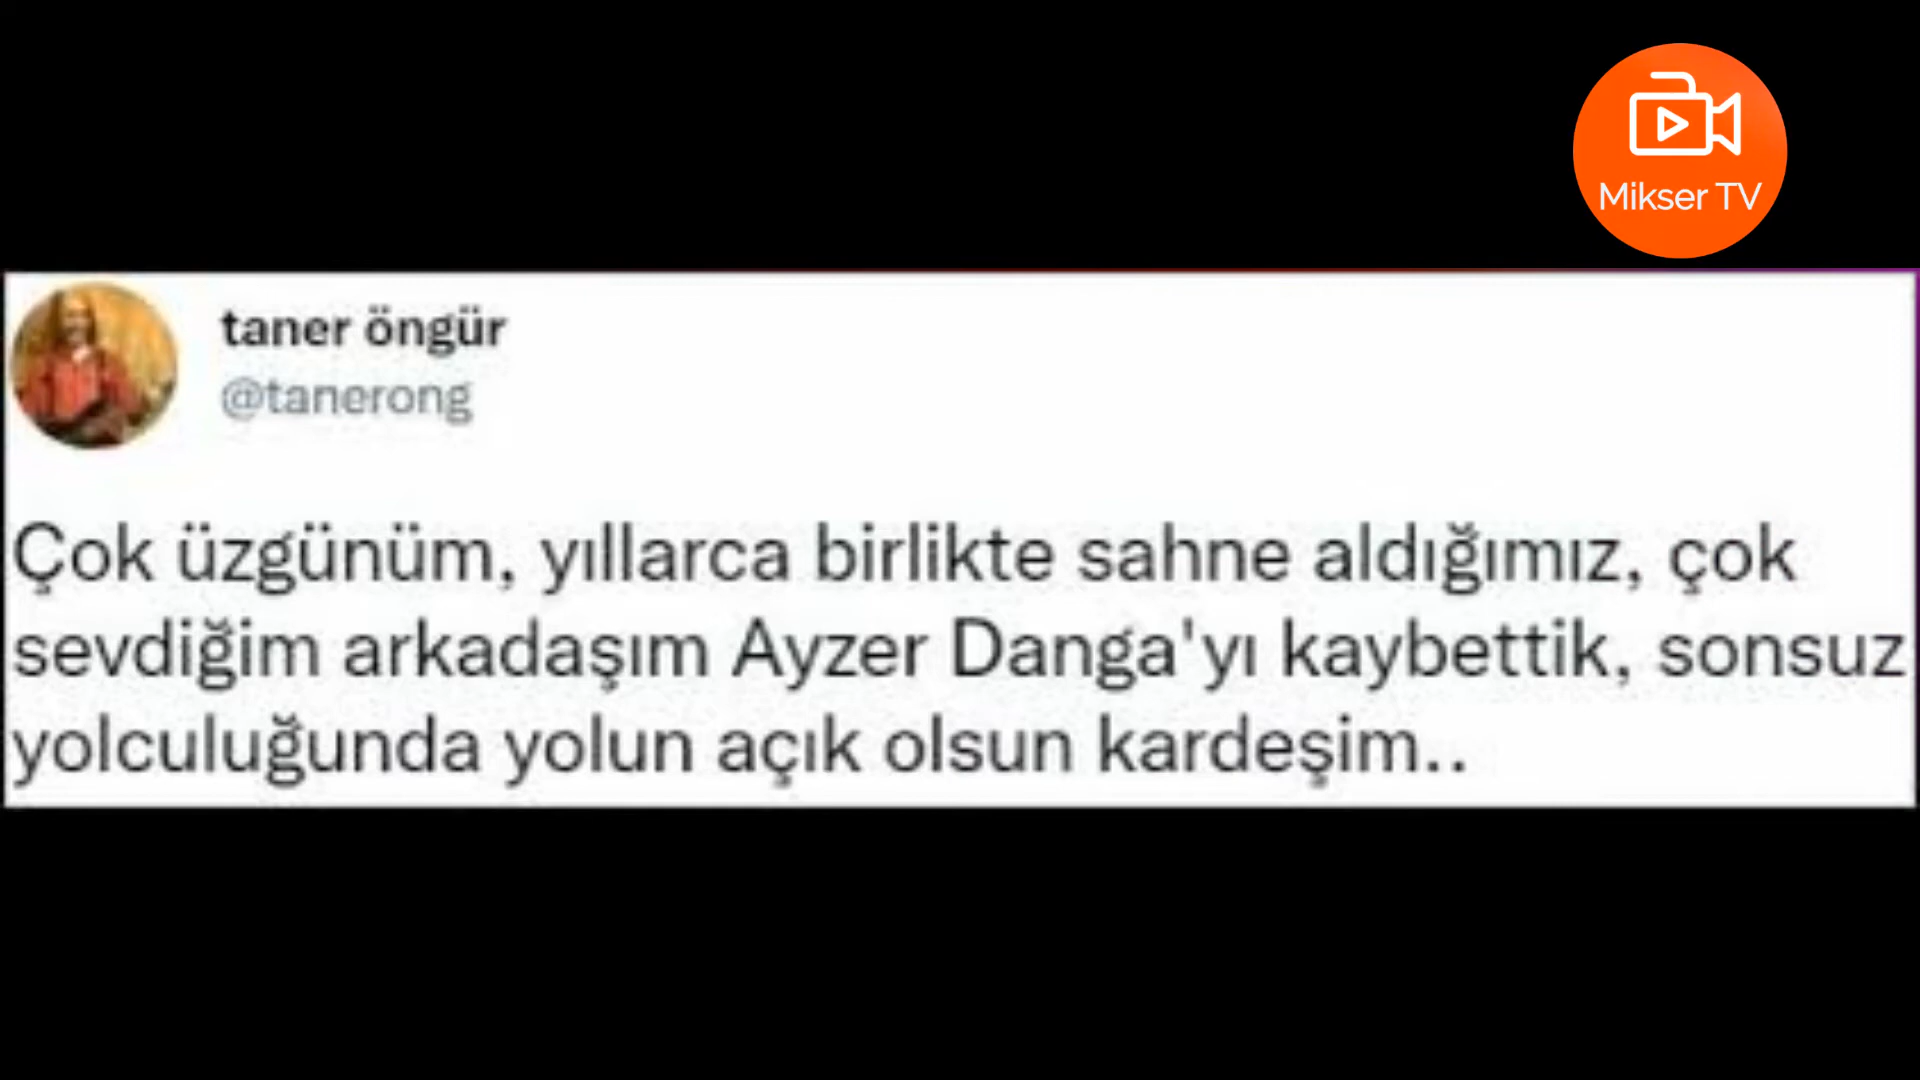 Mikser TV
taner öngür
@tanerong
Çok üzgünüm, yıllarca birlikte sahne aldığımız, çok
sevdiğim arkadaşım Ayzer Danga'yı kaybettik, sonsuz
yolculuğunda yolun açık olsun kardeşim..